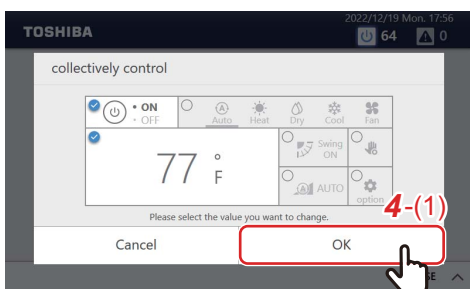 2022/12/19 Mon. 17:56
TOSHIBA
64
0
collectively control
• ON
• OFF
A
Auto
Heat
Dry
Cool
Fan
77 °F
Swing
ON
A AUTO
option
Please select the value you want to change.
4-(1)
Cancel
OK
SE